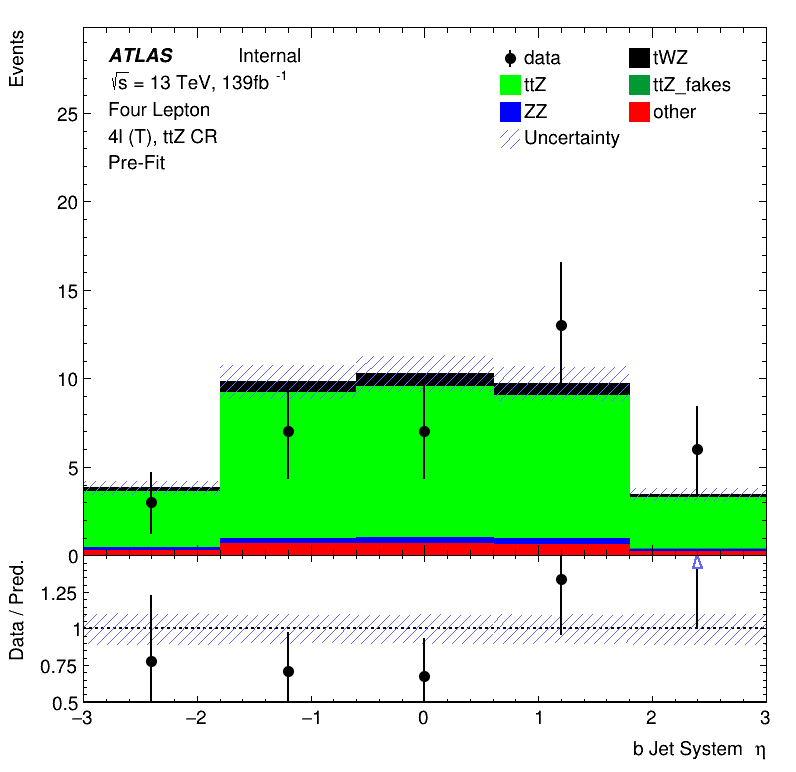 Events
ATLAS Internal
√s = 13 TeV, 139fb -1
Four Lepton
4l (T), ttZ CR
Pre-Fit
data
tWZ
ttZ
ttZ_fakes
ZZ
other
Uncertainty
25
20
15
10
5
0
Data / Pred.
1.25
1
0.75
0.5
−3 −2 −1 0 1 2 3
b Jet System η